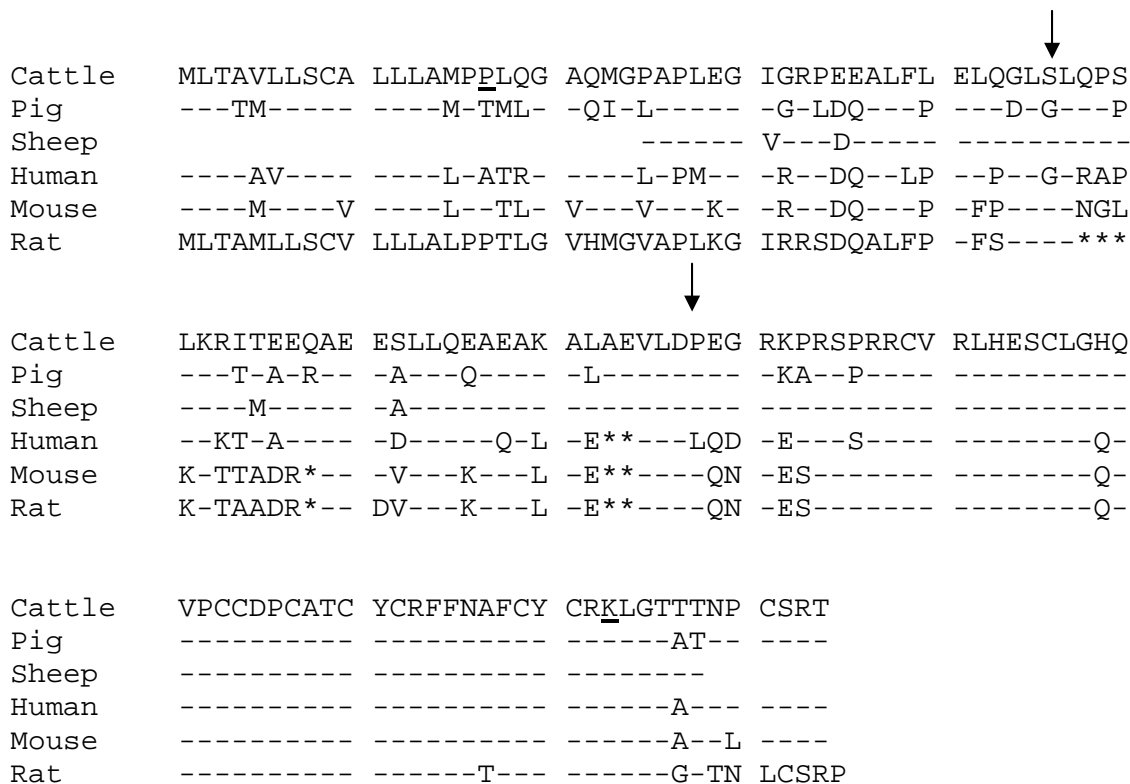 Cattle MLTAVLLSCA LLLAMPPLQG AQMGPAPLEG IGRPEEALFL ELQGLSLQPS
Pig ---TM----- ----M-TML- -QI-L----- -G-LDQ---P ---D-G---P
Sheep ------ V---D----- ----------
Human ----AV---- ----L-ATR- ----L-PM-- -R--DQ--LP --P--G-RAP
Mouse ----M----V ----L--TL- V---V---K- -R--DQ---P -FP----NGL
Rat MLTAMLLSCV LLLALPPTLG VHMGVAPLKG IRRSDQALFP -FS----***
Cattle LKRITEEQAE ESLLQEAEAK ALAEVLDPEG RKPRSPRRCV RLHESCLGHQ
Pig ---T-A-R-- -A---Q---- -L-------- --KA--P--- ----------
Sheep ----M----- -A-------- ---------- ---------- ----------
Human --KT-A---- -D-----Q-L -E**---LQD -E---S---- --------Q-
Mouse K-TTADR*-- -V---K---L -E**----QN -ES------- --------Q-
Rat K-TAADR*-- DV---K---L -E**----QN -ES------- --------Q-
Cattle VPCCDPCATC YCRFFNAFCY CRKLGTTTNP CSRT
Pig ---------- ---------- ------AT-- ----
Sheep ---------- ---------- --------
Human ---------- ---------- ------A--- ----
Mouse ---------- ---------- ------A--L ----
Rat ---------- ------T--- ------G-TN LCSRP